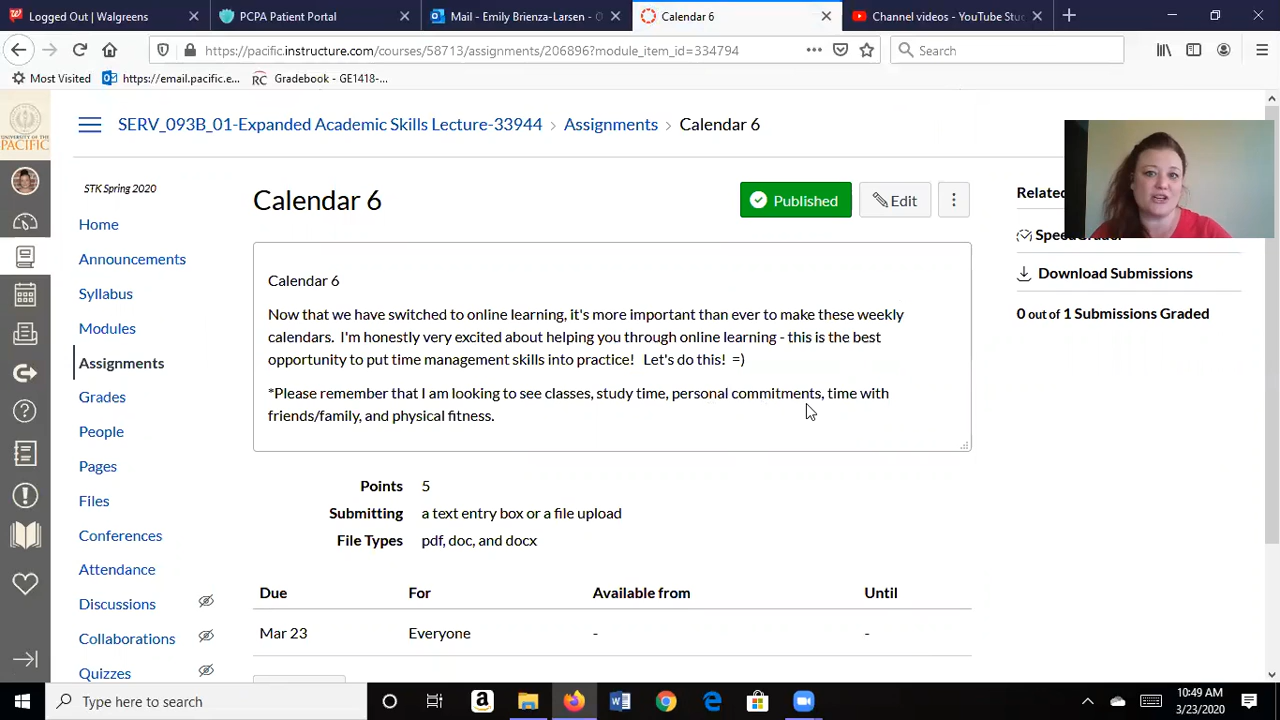 Logged Out | Walgreens
PCPA Patient Portal
Mail - Emily Brienza-Larsen - O
Calendar 6
Channel videos - YouTube Stu
https://pacific.instructure.com/courses/58713/assignments/206896?module_item_id=334794
Search
Most Visited
https://email.pacific.e...
RC Gradebook - GE1418-...
UNIVERSITY OF THE
PACIFIC
SERV_093B_01-Expanded Academic Skills Lecture-33944 > Assignments > Calendar 6
STK Spring 2020
Home
Announcements
Syllabus
Modules
Assignments
Grades
People
Pages
Files
Conferences
Attendance
Discussions
Collaborations
Quizzes
Calendar 6
Published
Edit
Calendar 6
Now that we have switched to online learning, it's more important than ever to make these weekly
calendars. I'm honestly very excited about helping you through online learning - this is the best
opportunity to put time management skills into practice! Let's do this! =)
*Please remember that I am looking to see classes, study time, personal commitments, time with
friends/family, and physical fitness.
Points 5
Submitting a text entry box or a file upload
File Types pdf, doc, and docx
Due For Available from Until
Mar 23 Everyone - -
Related
SpeedGrader
Download Submissions
0 out of 1 Submissions Graded
Type here to search
10:49 AM
3/23/2020